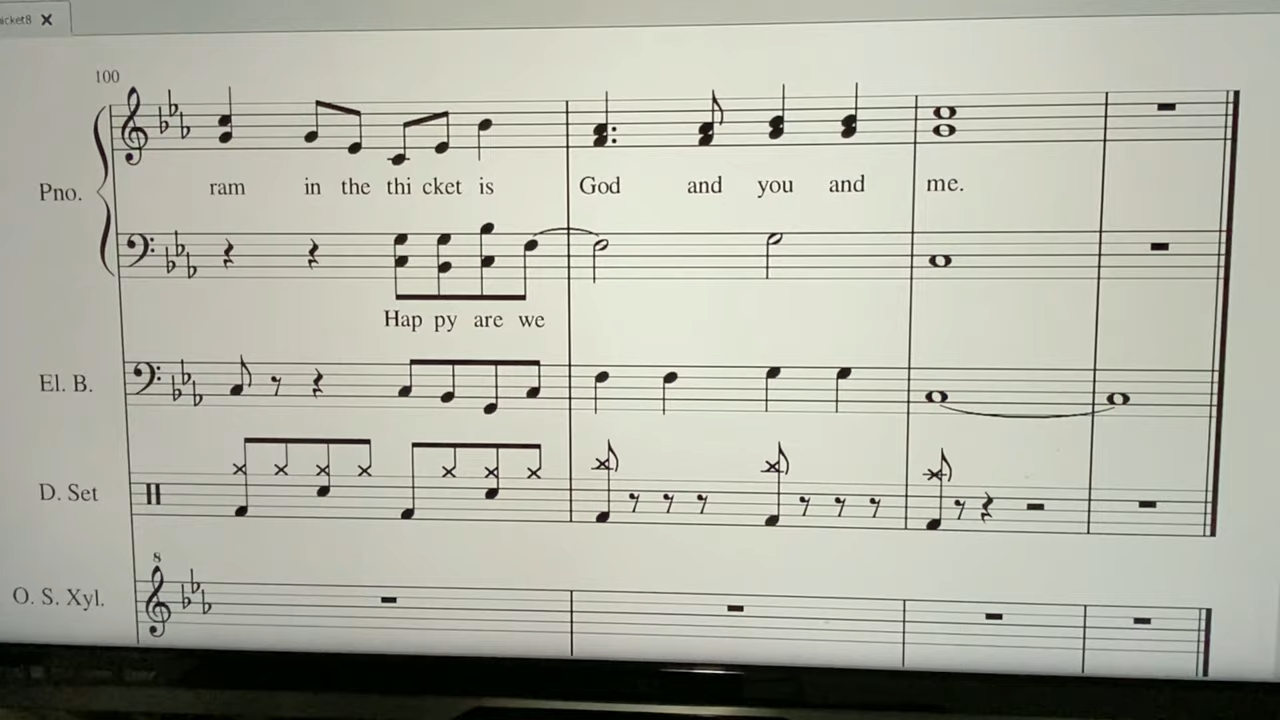 icket8
100
Pno.
ram in the thi cket is God and you and me.
Hap py are we
El. B.
D. Set
8
O. S. Xyl.